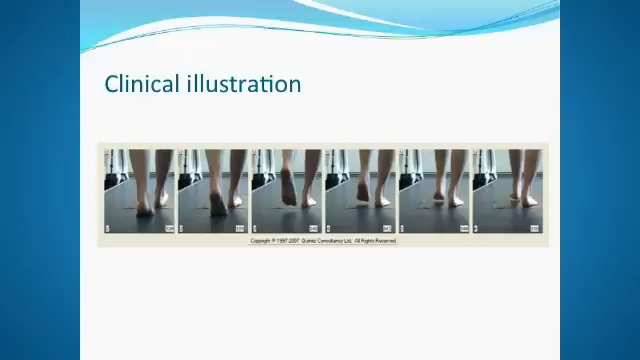 Clinical illustration
Copyright © 1997-2007 Quintic Consultancy Ltd. All Rights Reserved